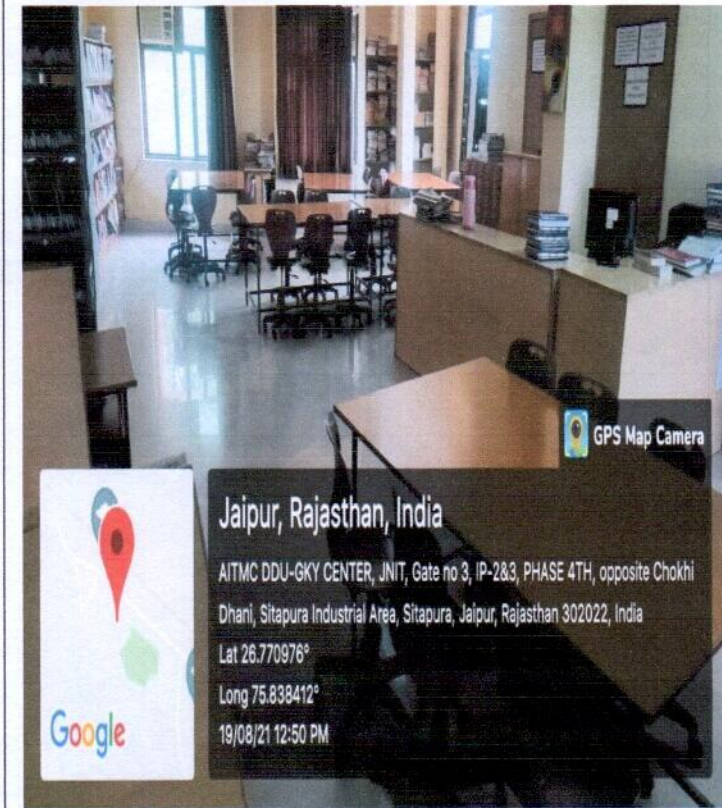 GPS Map Camera
Jaipur, Rajasthan, India
AITMC DDU-GKY CENTER, JNIT, Gate no 3, IP-2&3, PHASE 4TH, opposite Chokhi
Dhani, Sitapura Industrial Area, Sitapura, Jaipur, Rajasthan 302022, India
Lat 26.770976°
Long 75.838412°
19/08/21 12:50 PM
Google